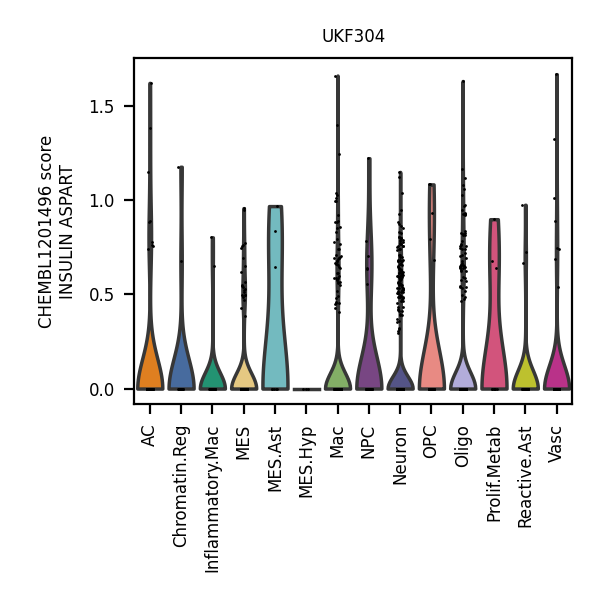 UKF304
CHEMBL1201496 score
INSULIN ASPART
1.5
1.0
0.5
0.0
AC
Chromatin.Reg
Inflammatory.Mac
MES
MES.Ast
MES.Hyp
Mac
NPC
Neuron
OPC
Oligo
Prolif.Metab
Reactive.Ast
Vasc